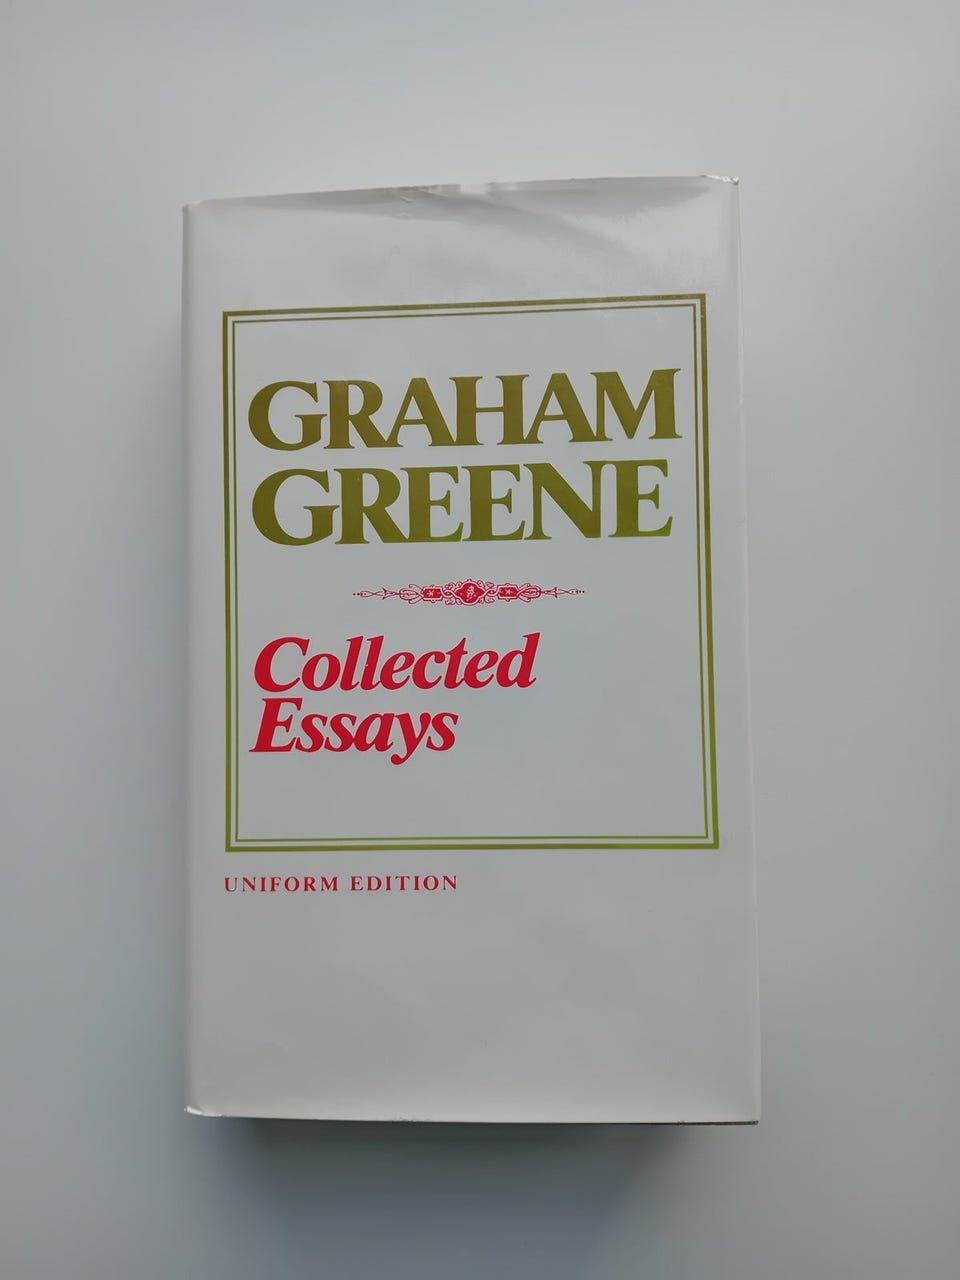 GRAHAM
GREENE
Collected
Essays
UNIFORM EDITION